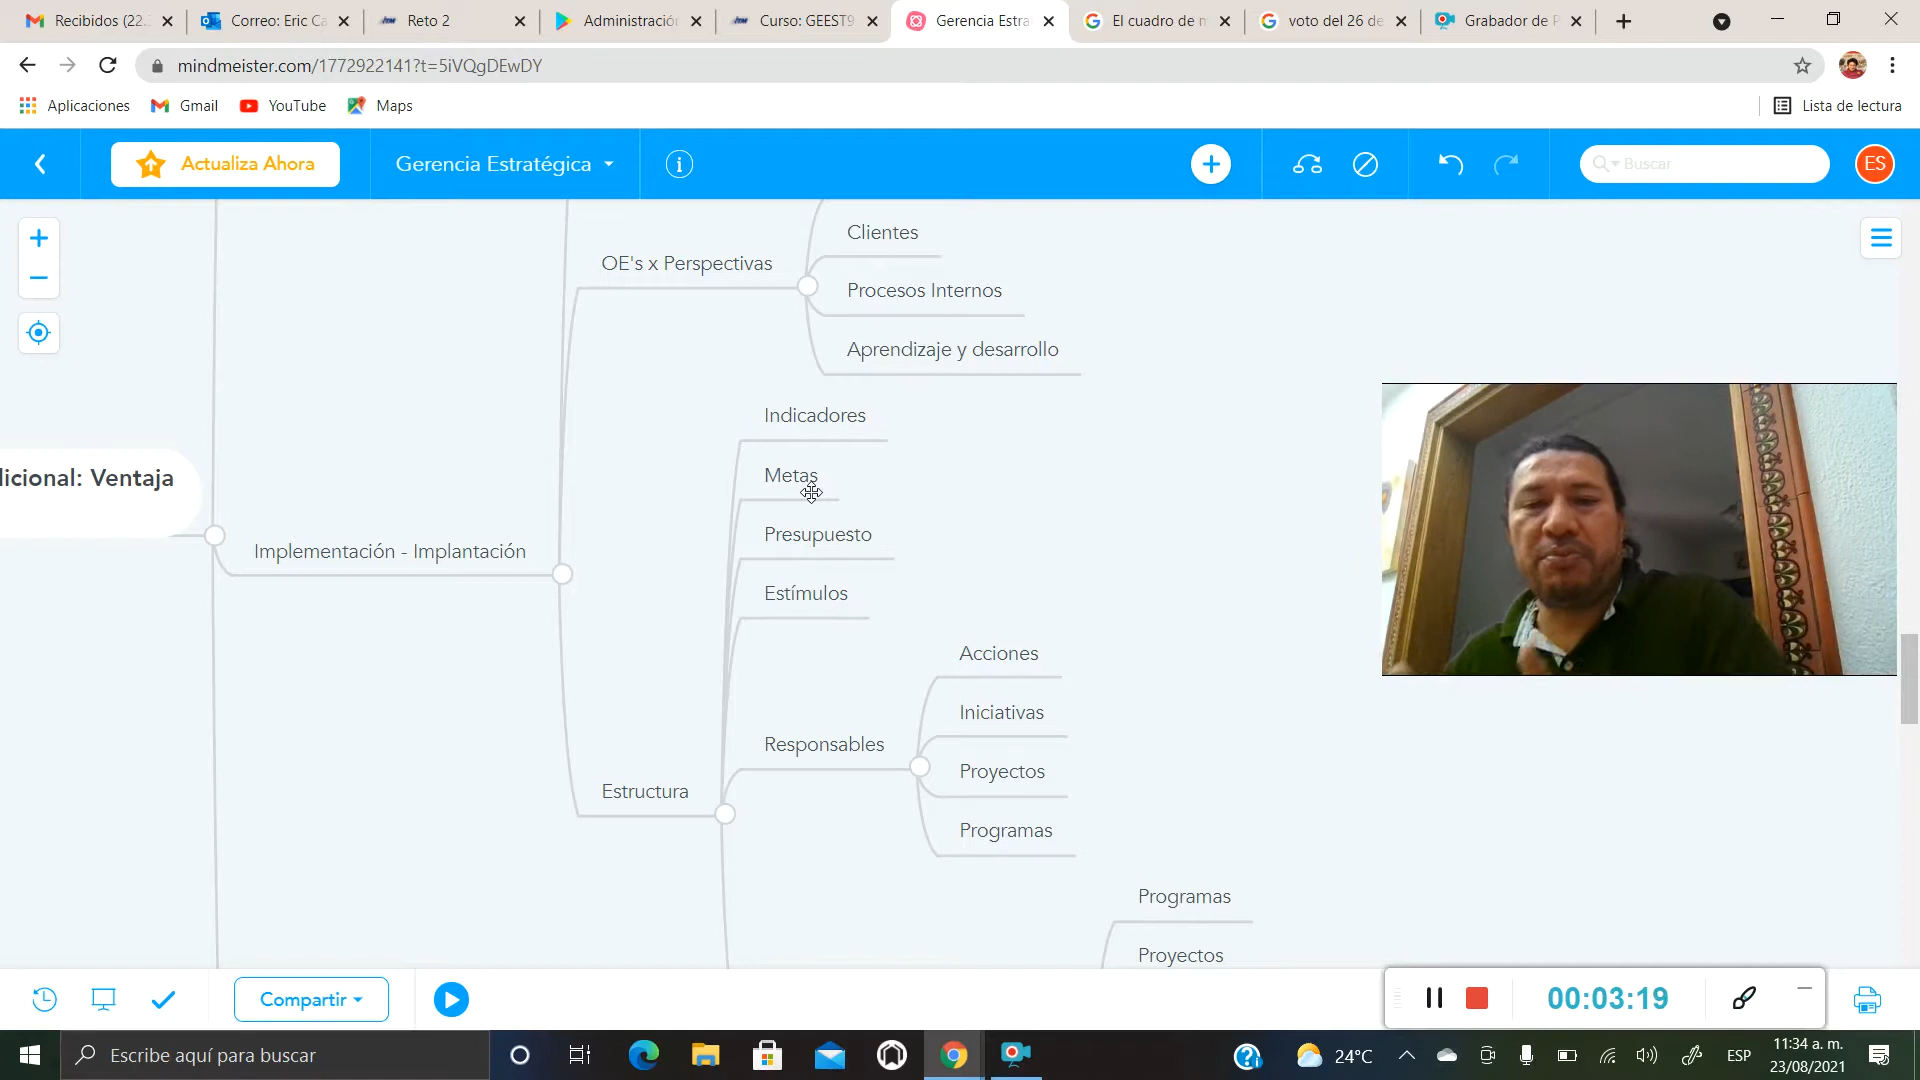 Recibidos (22.
Correo: Eric Ca
Reto 2
Administración
Curso: GEEST9
Gerencia Estra
El cuadro de m
voto del 26 de
Grabador de P
mindmeister.com/1772922141?t=5iVQgDEwDY
Aplicaciones
Gmail
YouTube
Maps
Lista de lectura
Actualiza Ahora
Gerencia Estratégica
Buscar
ES
Clientes
OE's x Perspectivas
Procesos Internos
Aprendizaje y desarrollo
Indicadores
Metas
Presupuesto
Estímulos
dicional: Ventaja
Implementación - Implantación
Acciones
Iniciativas
Responsables
Proyectos
Programas
Estructura
Programas
Proyectos
Compartir
00:03:19
Escribe aquí para buscar
24°C
ESP
11:34 a. m.
23/08/2021